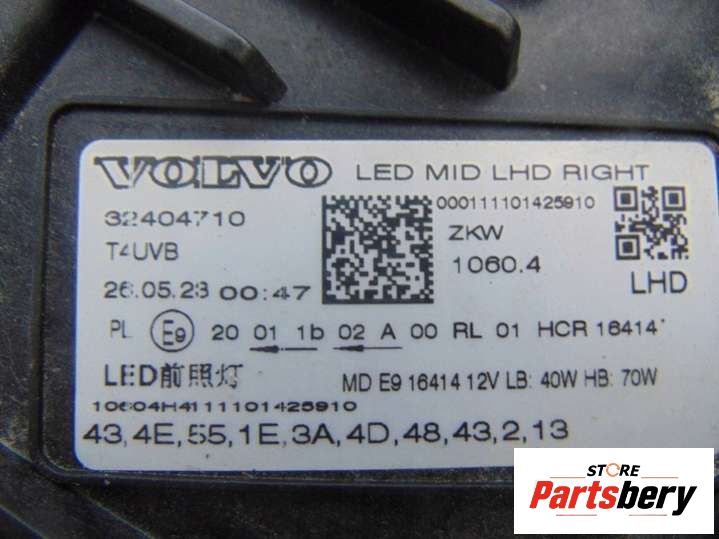 VOLVO LED MID LHD RIGHT
32404710
000111101425910
T4UVB
ZKW
26.05.23 00:47
1060.4
LHD
PL E9 20 01 1b 02 A 00 RL 01 HCR 16414
LED前照灯 MD E9 16414 12V LB: 40W HB: 70W
10604H4111101425910
43,4E,55,1E,3A,4D,48,43,2,13
STORE
Partsbery